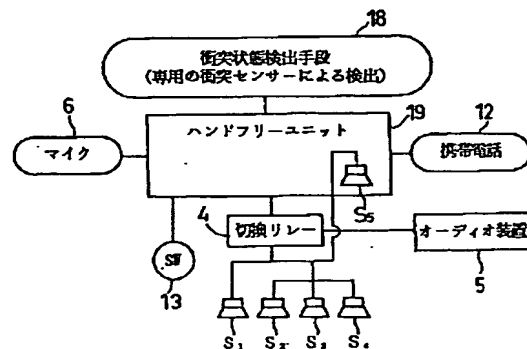 18
衝突状態検出手段
(専用の衝突センサーによる検出)
6
マイク
ハンドフリーユニット
19
12
携帯電話
S5
4
切強リレー
オーディオ装置
5
SW
13
S1 S2 S3 S4